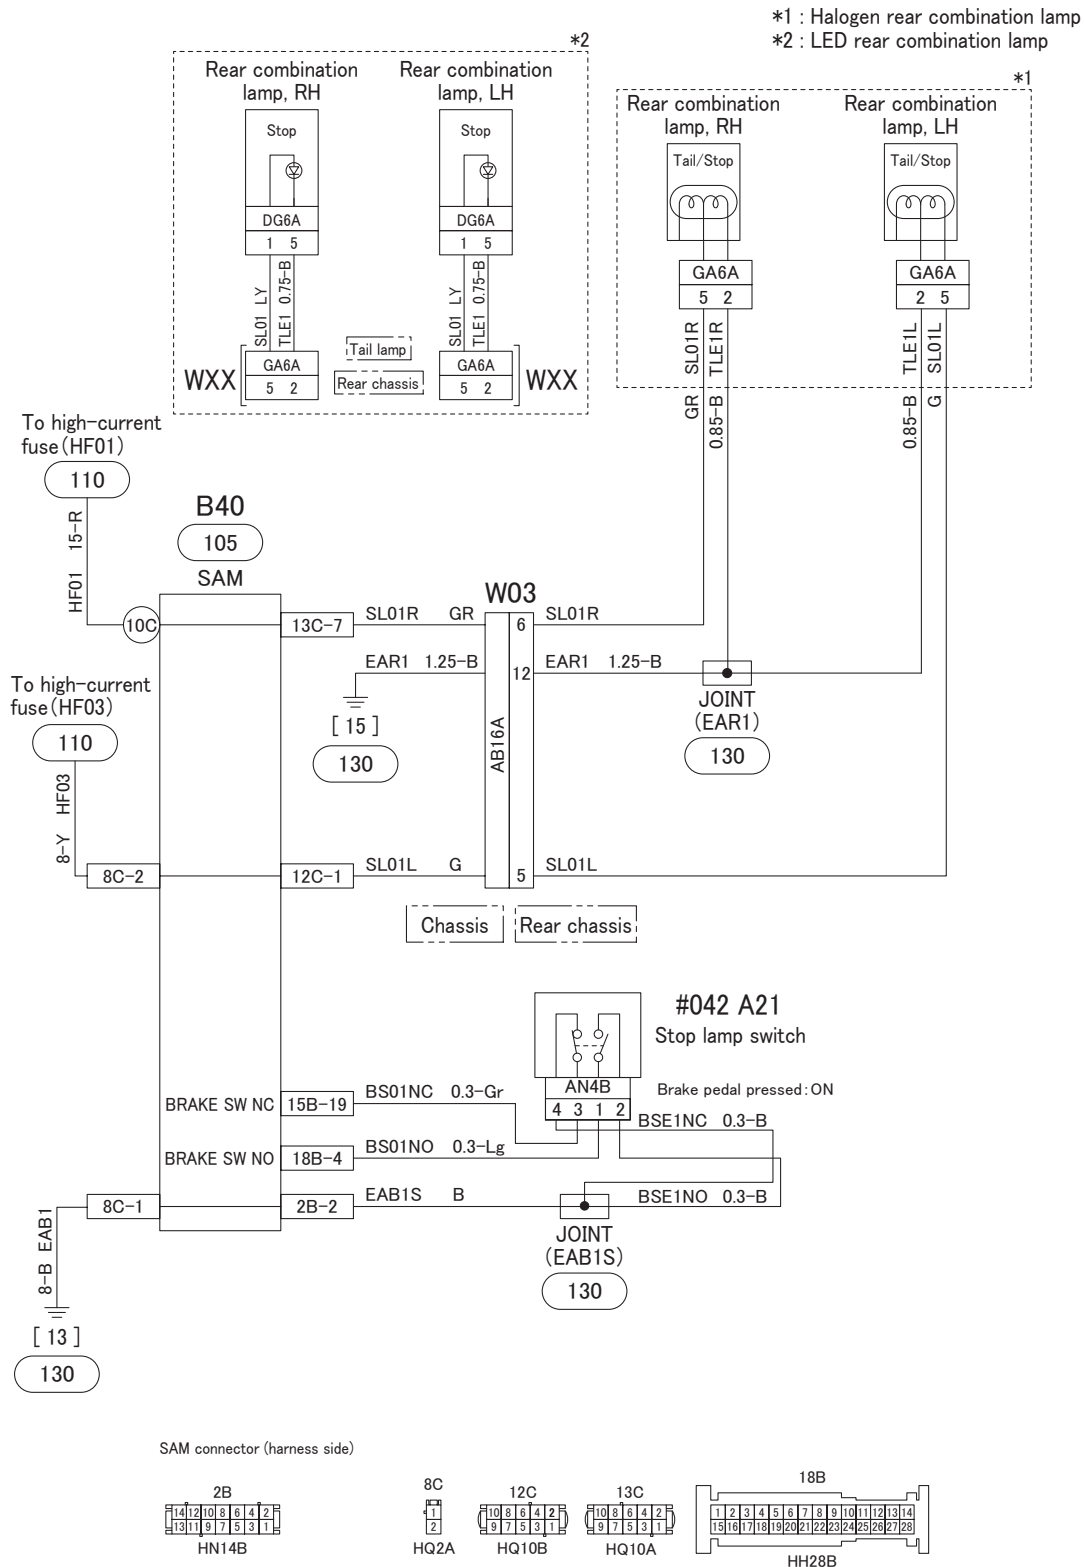 *1 : Halogen rear combination lamp
*2 : LED rear combination lamp
*2
Rear combination
lamp, RH
Rear combination
lamp, LH
Stop
Stop
DG6A
1 5
DG6A
1 5
SL01 LY
TLE1 0.75-B
SL01 LY
TLE1 0.75-B
Tail lamp
Rear chassis
WXX
GA6A
5 2
GA6A
5 2
WXX
*1
Rear combination
lamp, RH
Rear combination
lamp, LH
Tail/Stop
Tail/Stop
GA6A
5 2
GA6A
2 5
GR SL01R
0.85-B TLE1R
0.85-B TLE1L
G SL01L
To high-current
fuse(HF01)
110
HF01 15-R
B40
105
SAM
10C
13C-7
SL01R GR
W03
6
SL01R
EAR1 1.25-B
12
EAR1 1.25-B
[ 15 ]
130
AB16A
JOINT
(EAR1)
130
To high-current
fuse(HF03)
110
8-Y HF03
8C-2
12C-1
SL01L G
5
SL01L
Chassis
Rear chassis
#042 A21
Stop lamp switch
AN4B
4 3 1 2
Brake pedal pressed:ON
BRAKE SW NC
15B-19
BS01NC 0.3-Gr
BSE1NC 0.3-B
BRAKE SW NO
18B-4
BS01NO 0.3-Lg
8C-1
2B-2
EAB1S B
BSE1NO 0.3-B
JOINT
(EAB1S)
130
8-B EAB1
[ 13 ]
130
SAM connector (harness side)
2B
14 12 10 8 6 4 2
13 11 9 7 5 3 1
HN14B
8C
1
2
HQ2A
12C
10 8 6 4 2
9 7 5 3 1
HQ10B
13C
10 8 6 4 2
9 7 5 3 1
HQ10A
18B
1 2 3 4 5 6 7 8 9 10 11 12 13 14
15 16 17 18 19 20 21 22 23 24 25 26 27 28
HH28B